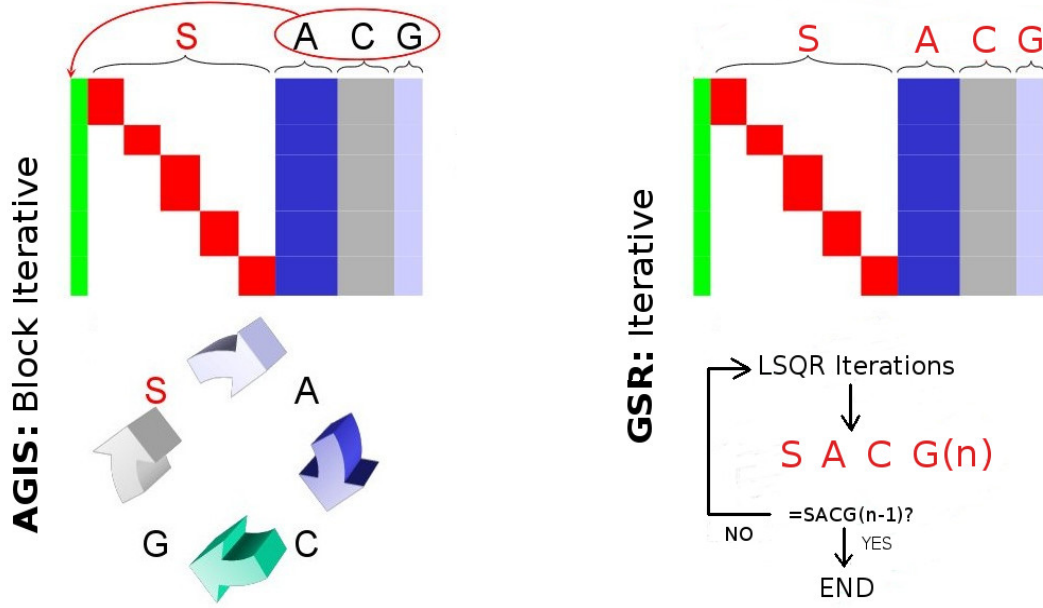 S A C G
AGIS: Block Iterative
S
A
G
C
S A C G
GSR: Iterative
LSQR Iterations
S A C G(n)
=SACG(n-1)?
NO
YES
END